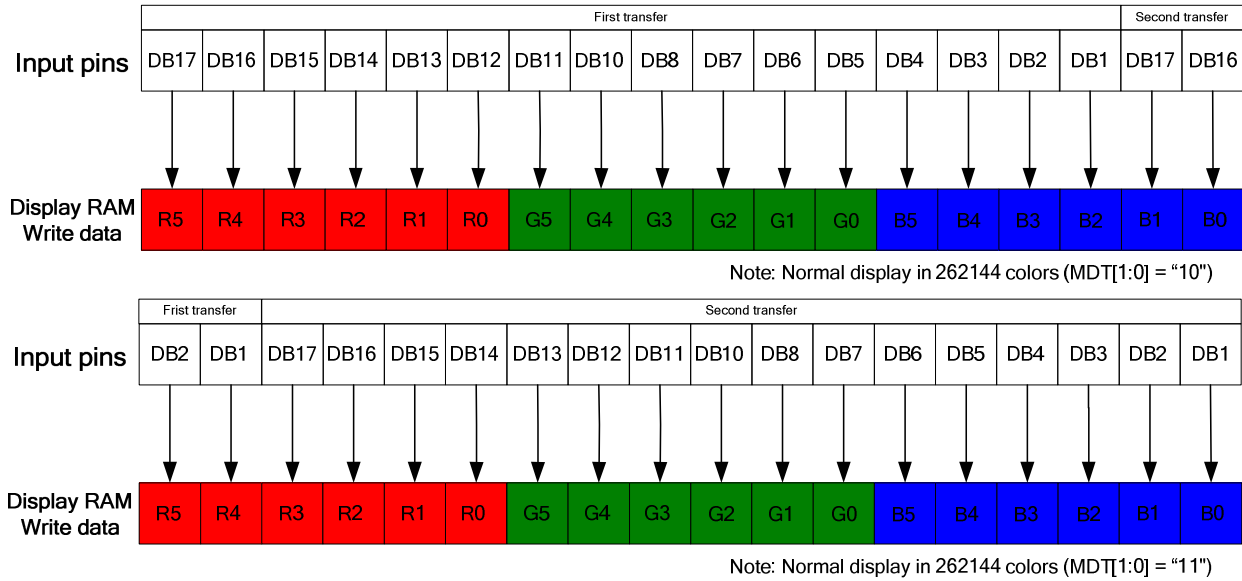 First transfer Second transfer
Input pins DB17 DB16 DB15 DB14 DB13 DB12 DB11 DB10 DB8 DB7 DB6 DB5 DB4 DB3 DB2 DB1 DB17 DB16
Display RAM
Write data
R5 R4 R3 R2 R1 R0 G5 G4 G3 G2 G1 G0 B5 B4 B3 B2 B1 B0
Note: Normal display in 262144 colors (MDT[1:0] = “10")
Frist transfer Second transfer
Input pins DB2 DB1 DB17 DB16 DB15 DB14 DB13 DB12 DB11 DB10 DB8 DB7 DB6 DB5 DB4 DB3 DB2 DB1
Display RAM
Write data
R5 R4 R3 R2 R1 R0 G5 G4 G3 G2 G1 G0 B5 B4 B3 B2 B1 B0
Note: Normal display in 262144 colors (MDT[1:0] = “11")